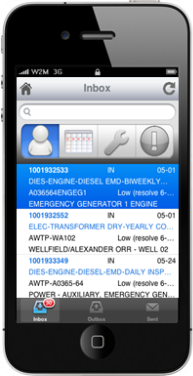 W2M 3G
Inbox
1001932533 IN 05-01
DIES-ENGINE-DIESEL EMD-BIWEEKLY...
A036564ENGEG1 Low (resolve 6-...
EMERGENCY GENERATOR 1 ENGINE
1001932552 IN 05-01
ELEC-TRANSFORMER DRY-YEARLY CO...
AWTP-WA102 Low (resolve 6-...
WELLFIELD/ALEXANDER ORR - WELL 02
1001933349 IN 05-24
DIES-ENGINE-DIESEL-EMD-DAILY INSP...
AWTP-A0365-64 Low (resolve 6-...
POWER - AUXILIARY, EMERGENCY GEN...
Inbox Outbox Sent